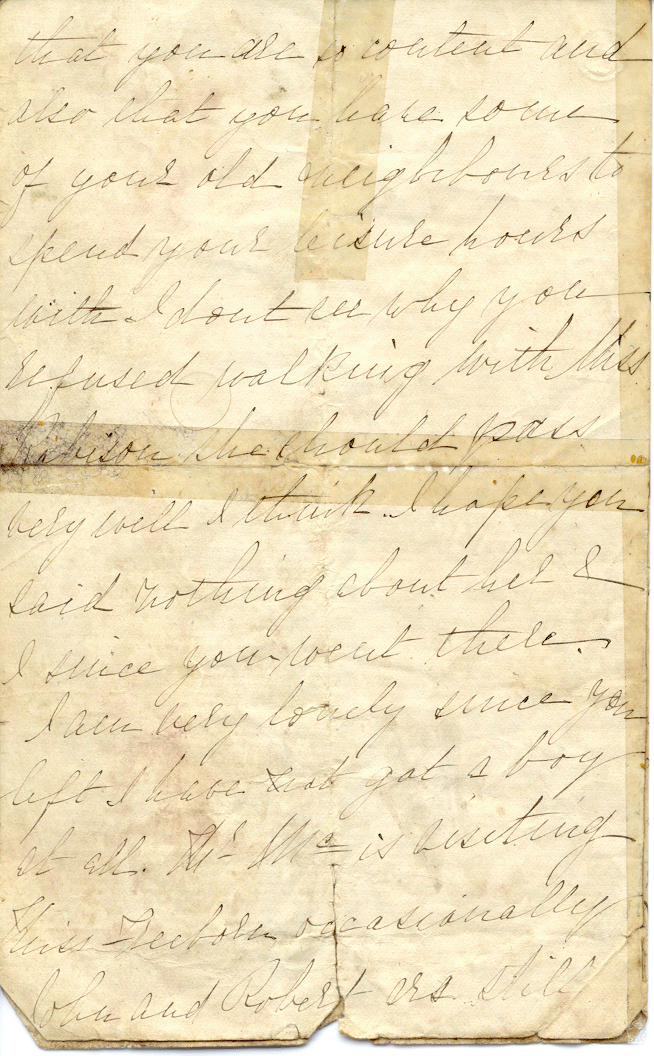 that you are so content and
also that you have some
of your old neighbours to
spend your leisure hours
with I dont see why you
refused walking with Miss
Robison she should pass
very well I think. I hope you
said nothing about her &
I since you went there.
I am very lonely since you
left I have not got a boy
at all. Mr Mc is visiting
Miss Freeborn occasionally
John and Robert are still